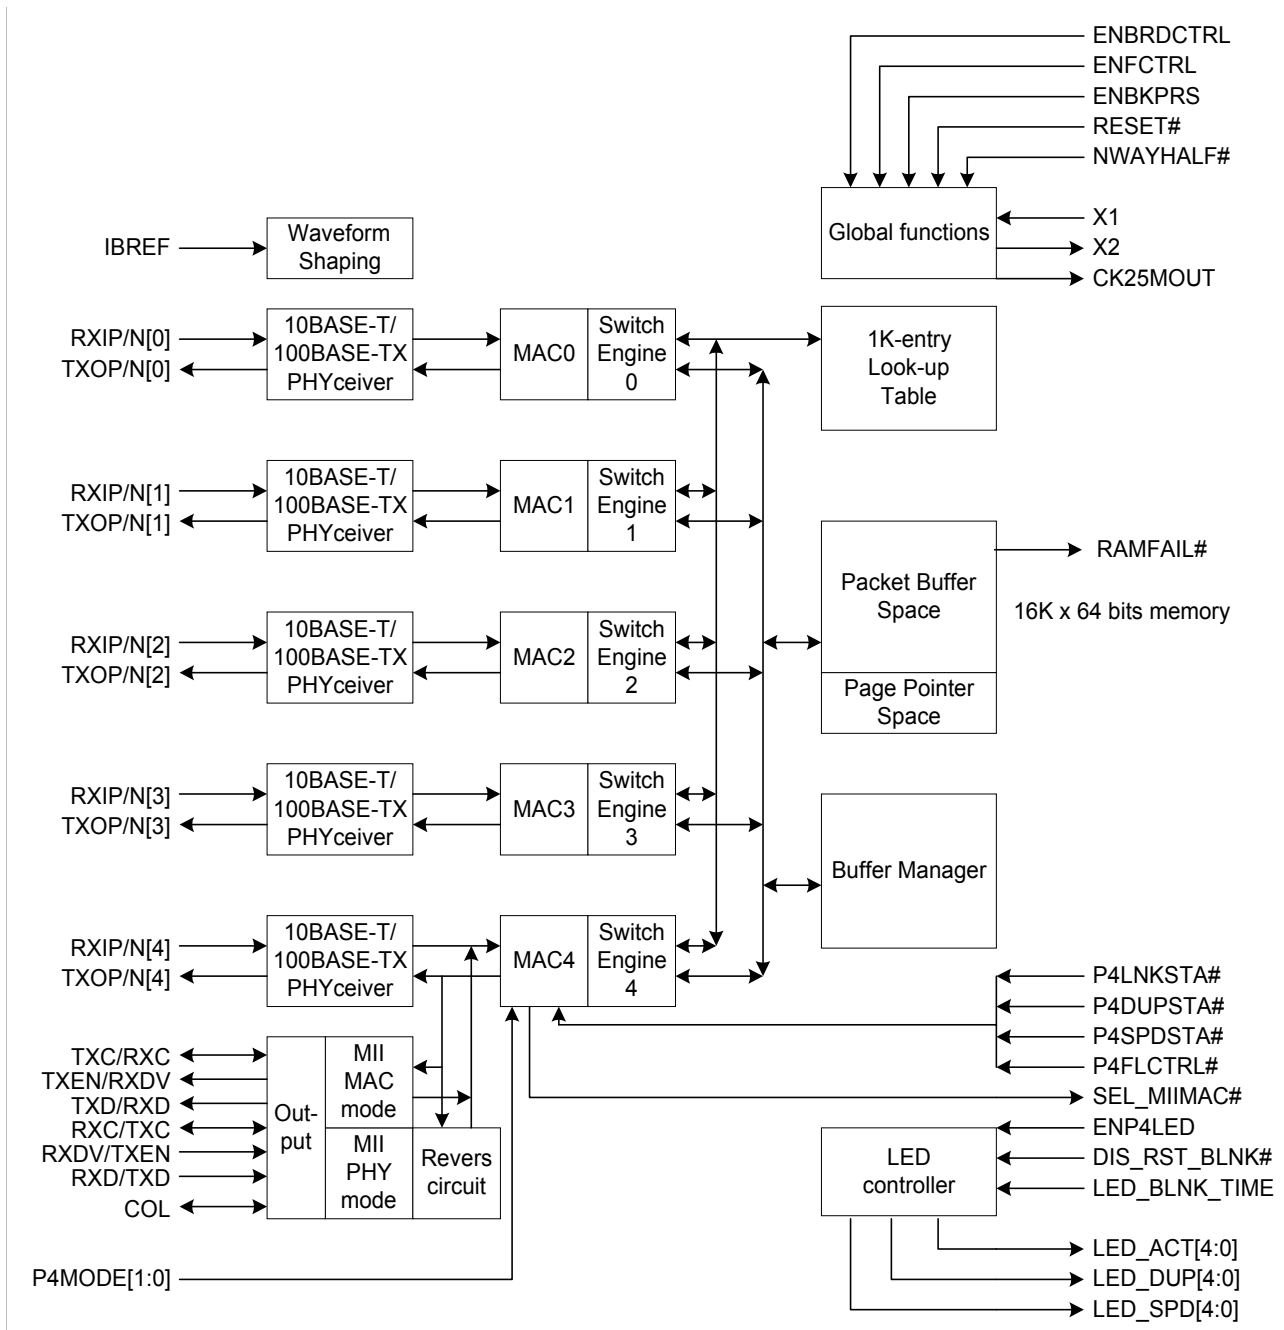 ENBRDCTRL
ENFCTRL
ENBKPRS
RESET#
NWAYHALF#
Global functions
X1
X2
CK25MOUT
IBREF
Waveform
Shaping
RXIP/N[0]
TXOP/N[0]
10BASE-T/
100BASE-TX
PHYceiver
MAC0
Switch
Engine
0
1K-entry
Look-up
Table
RXIP/N[1]
TXOP/N[1]
10BASE-T/
100BASE-TX
PHYceiver
MAC1
Switch
Engine
1
Packet Buffer
Space
RAMFAIL#
16K x 64 bits memory
RXIP/N[2]
TXOP/N[2]
10BASE-T/
100BASE-TX
PHYceiver
MAC2
Switch
Engine
2
Page Pointer
Space
RXIP/N[3]
TXOP/N[3]
10BASE-T/
100BASE-TX
PHYceiver
MAC3
Switch
Engine
3
Buffer Manager
RXIP/N[4]
TXOP/N[4]
10BASE-T/
100BASE-TX
PHYceiver
MAC4
Switch
Engine
4
P4LNKSTA#
P4DUPSTA#
P4SPDSTA#
P4FLCTRL#
SEL_MIIMAC#
TXC/RXC
TXEN/RXDV
TXD/RXD
RXC/TXC
RXDV/TXEN
RXD/TXD
COL
Out-
put
MII
MAC
mode
MII
PHY
mode
Revers
circuit
LED
controller
ENP4LED
DIS_RST_BLNK#
LED_BLNK_TIME
P4MODE[1:0]
LED_ACT[4:0]
LED_DUP[4:0]
LED_SPD[4:0]